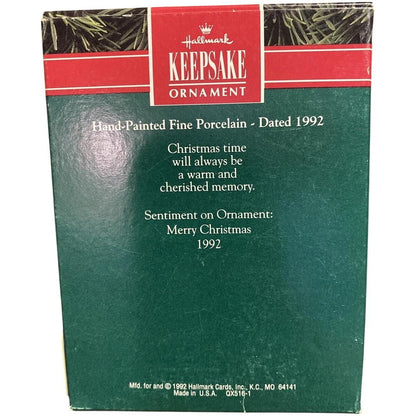 Hallmark
KEEPSAKE
ORNAMENT
Hand-Painted Fine Porcelain - Dated 1992
Christmas time
will always be
a warm and
cherished memory.
Sentiment on Ornament:
Merry Christmas
1992
Mfd. for and © 1992 Hallmark Cards, Inc., K.C., MO 64141
Made in U.S.A. QX516-1